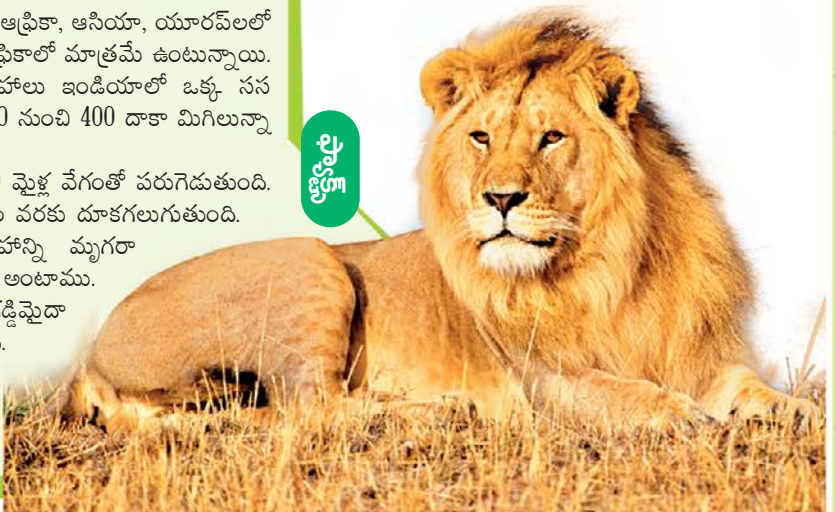 ఆఫ్రికా, ఆసియా, యూరప్‌లలో
ఫ్రికాలో మాత్రమే ఉంటున్నాయి.
హాలు ఇండియాలో ఒక్క సస
0 నుంచి 400 దాకా మిగిలున్నా
మైళ్ల వేగంతో పరుగెడుతుంది.
వరకు దూకగలుగుతుంది.
హాన్ని మృగరా
అంటాము.
డ్డిమైదా